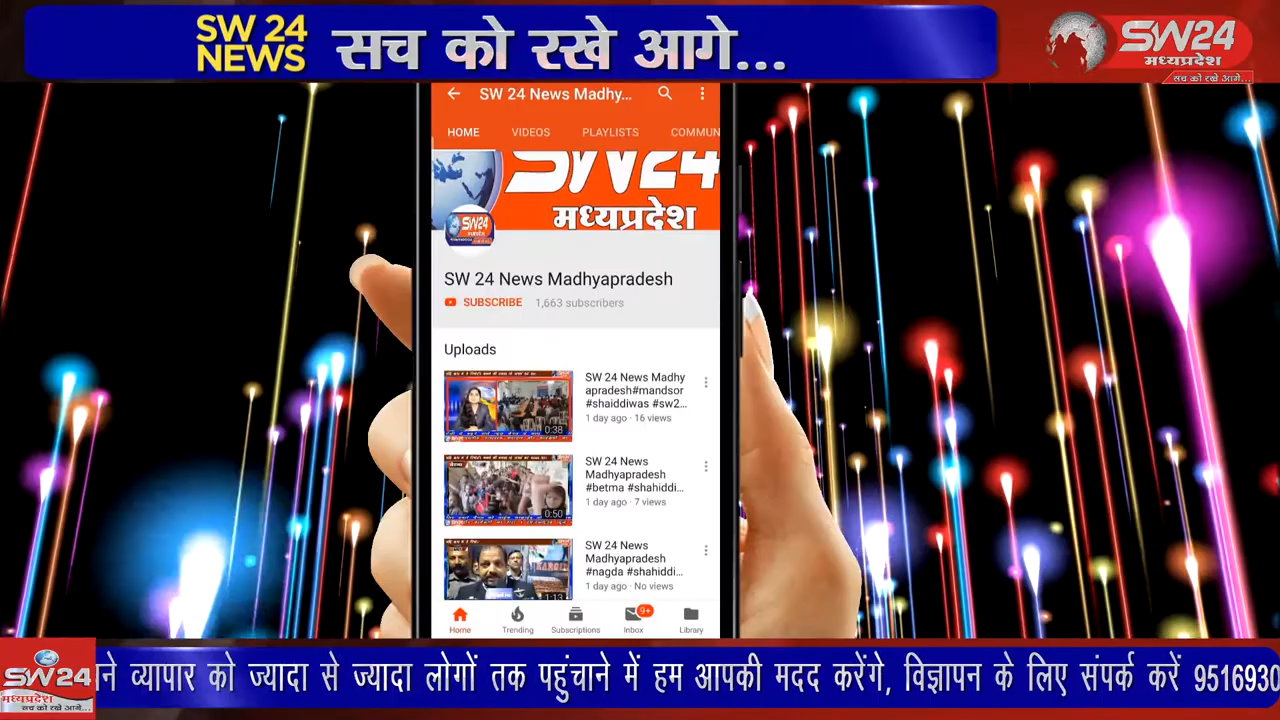 SW 24
NEWS
सच को रखे आगे...
SW24
मध्यप्रदेश
सच को रखे आगे...
SW 24 News Madhy...
HOME VIDEOS PLAYLISTS COMMUN
SW24
मध्यप्रदेश
SW24
SW 24 News Madhyapradesh
SUBSCRIBE 1,663 subscribers
Uploads
SW 24 News Madhy
apradesh#mandsor
#shaiddiwas #sw2...
1 day ago · 16 views
0:38
SW 24 News
Madhyapradesh
#betma #shahiddi...
1 day ago · 7 views
0:50
SW 24 News
Madhyapradesh
#nagda #shahiddi...
1 day ago · No views
1:13
9+
Home Trending Subscriptions Inbox Library
SW24
मध्यप्रदेश
सच को रखे आगे...
ने व्यापार को ज्यादा से ज्यादा लोगों तक पहुंचाने में हम आपकी मदद करेंगे, विज्ञापन के लिए संपर्क करें 9516930